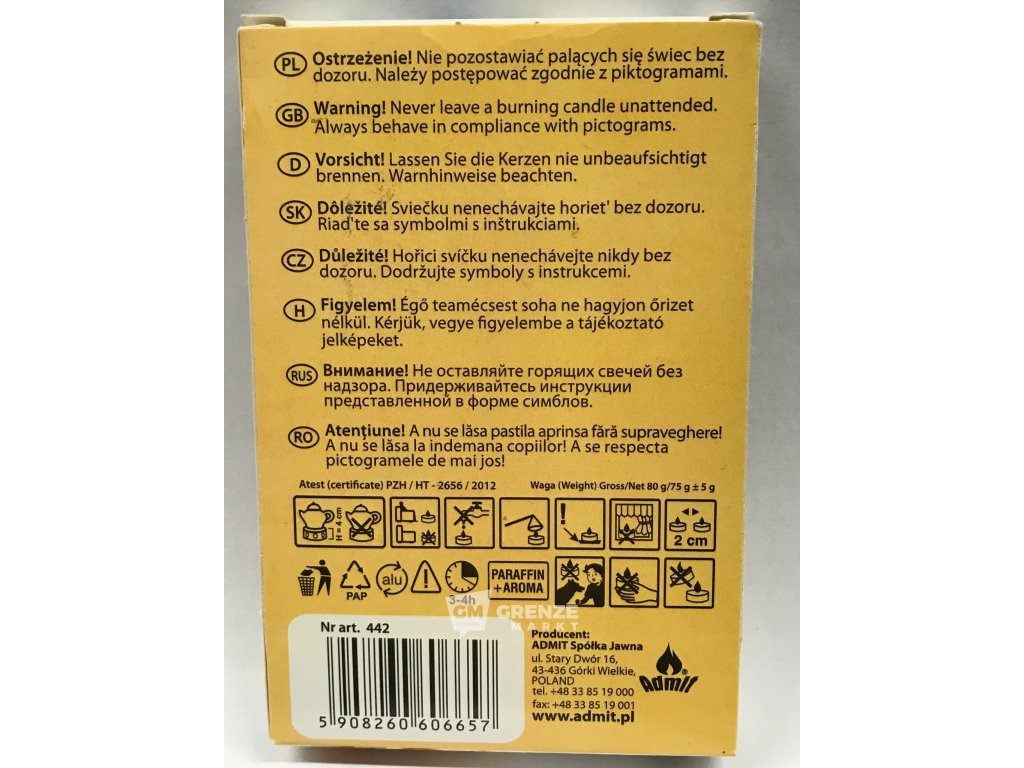 PL Ostrzeżenie! Nie pozostawiać palących się świec bez
dozoru. Należy postępować zgodnie z piktogramami.
GB Warning! Never leave a burning candle unattended.
Always behave in compliance with pictograms.
D Vorsicht! Lassen Sie die Kerzen nie unbeaufsichtigt
brennen. Warnhinweise beachten.
SK Dôležité! Sviečku nenechávajte horiet' bez dozoru.
Riad'te sa symbolmi s inštrukciami.
CZ Důležité! Hořici svíčku nenechávejte nikdy bez
dozoru. Dodržujte symboly s instrukcemi.
H Figyelem! Égő teamécsest soha ne hagyjon őrizet
nélkül. Kérjük, vegye figyelembe a tájékoztató
jelképeket.
RUS Внимание! Не оставляйте горящих свечей без
надзора. Придерживайтесь инструкции
представленной в форме симблов.
RO Atenţiune! A nu se lăsa pastila aprinsa fără supraveghere!
A nu se lăsa la indemana copiilor! A se respecta
pictogramele de mai jos!
Atest (certificate) PZH / HT - 2656 / 2012 Waga (Weight) Gross/Net 80 g/75 g ± 5 g
H = 4 cm
! 2 cm
PAP alu ! 3-4h PARAFFIN
+AROMA
GM GRENZE
MARKT
Nr art. 442
5 908260 606657
Producent:
ADMIT Spółka Jawna
ul. Stary Dwór 16,
43-436 Górki Wielkie,
POLAND
tel. +48 33 85 19 000
fax: +48 33 85 19 001
www.admit.pl
Admit ®